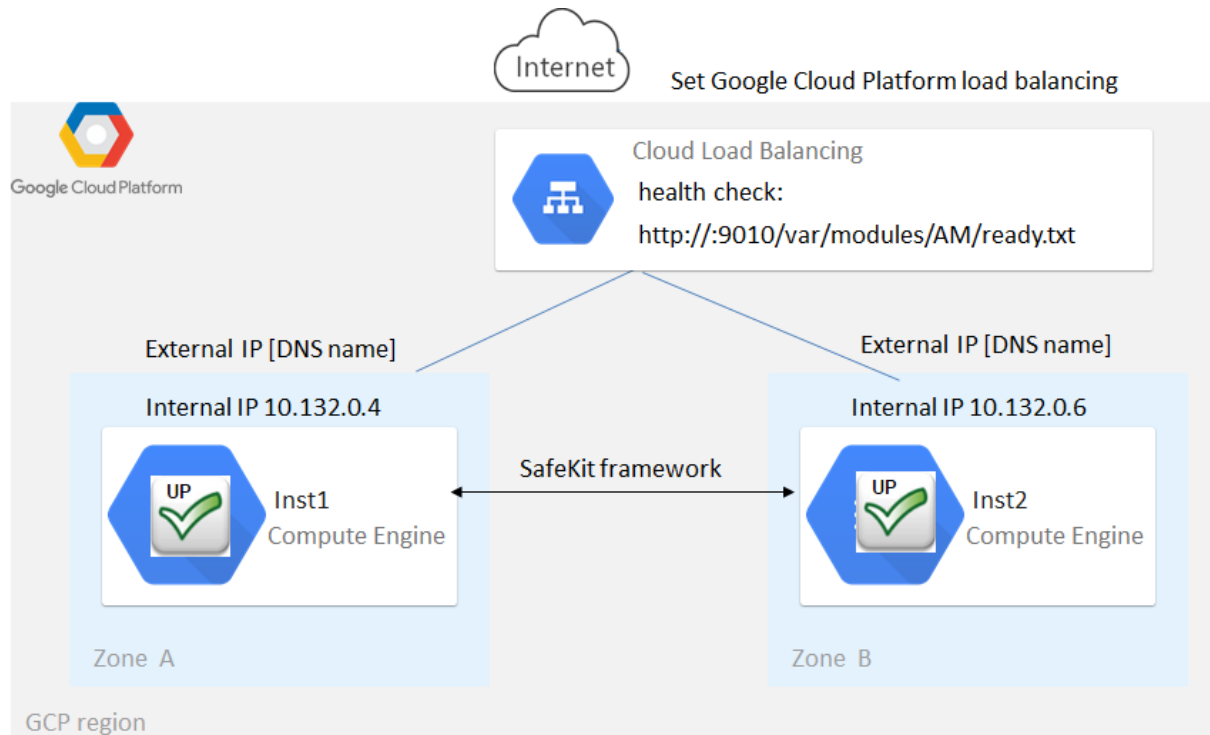 Internet
Set Google Cloud Platform load balancing
Google Cloud Platform
Cloud Load Balancing
health check:
http://:9010/var/modules/AM/ready.txt
External IP [DNS name]
External IP [DNS name]
Internal IP 10.132.0.4
Internal IP 10.132.0.6
SafeKit framework
UP
Inst1
Compute Engine
UP
Inst2
Compute Engine
Zone A
Zone B
GCP region